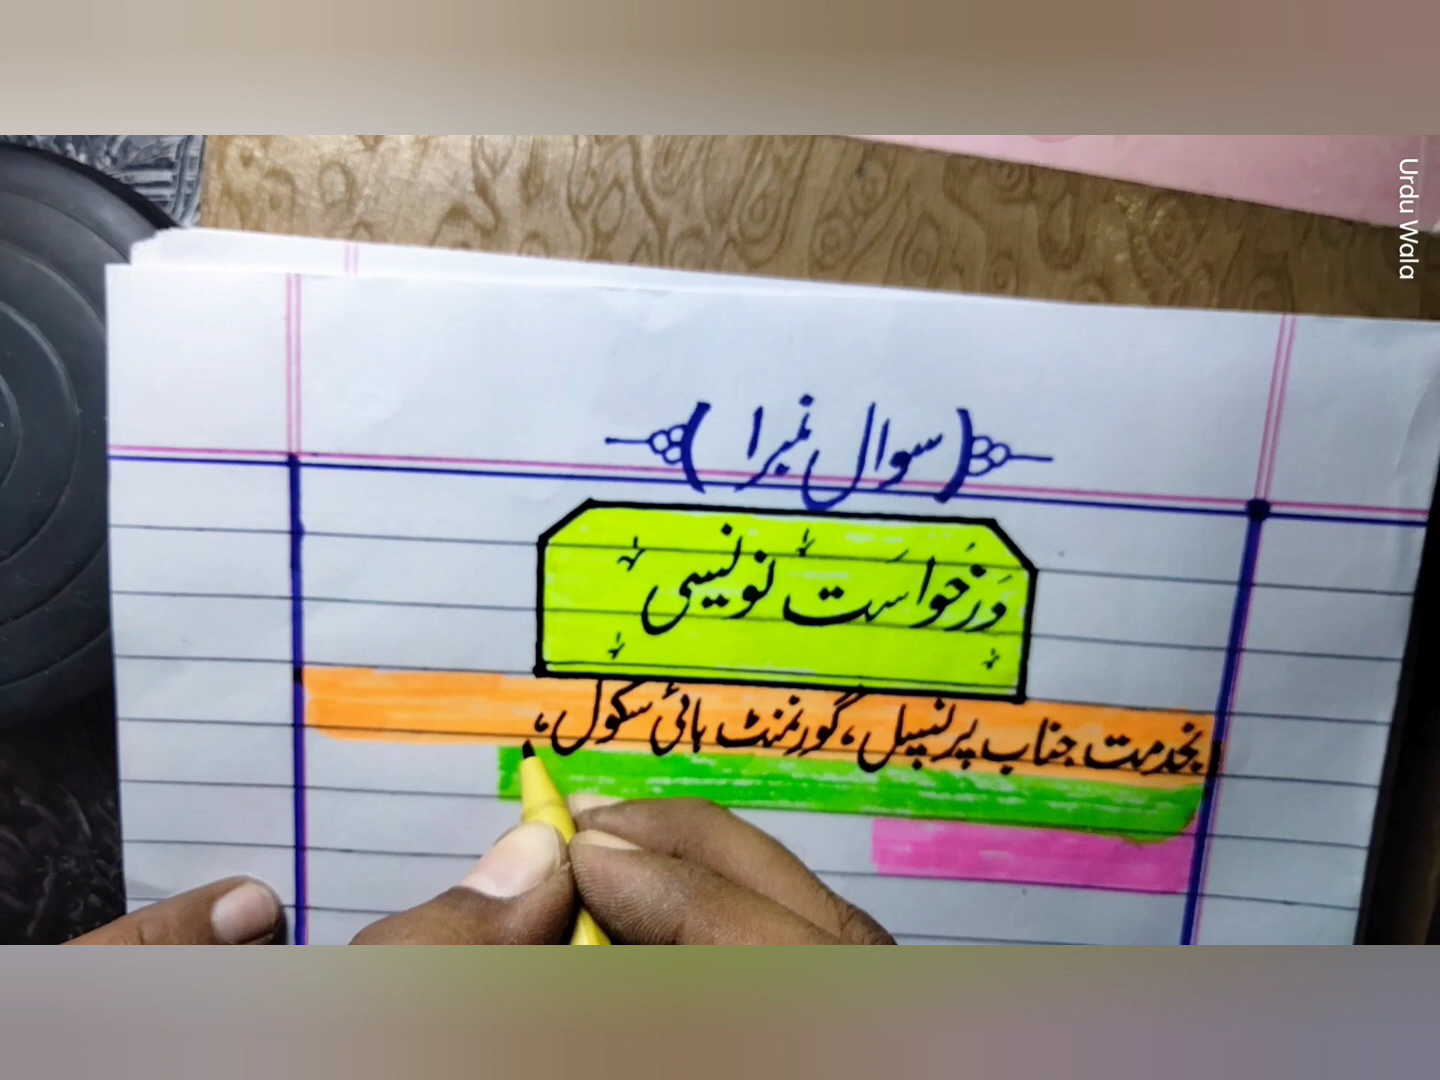 Urdu Wala
(سوال نمبر ۱)
درخواست نویسی
بخدمت جناب پرنسپل، گورنمنٹ ہائی سکول،